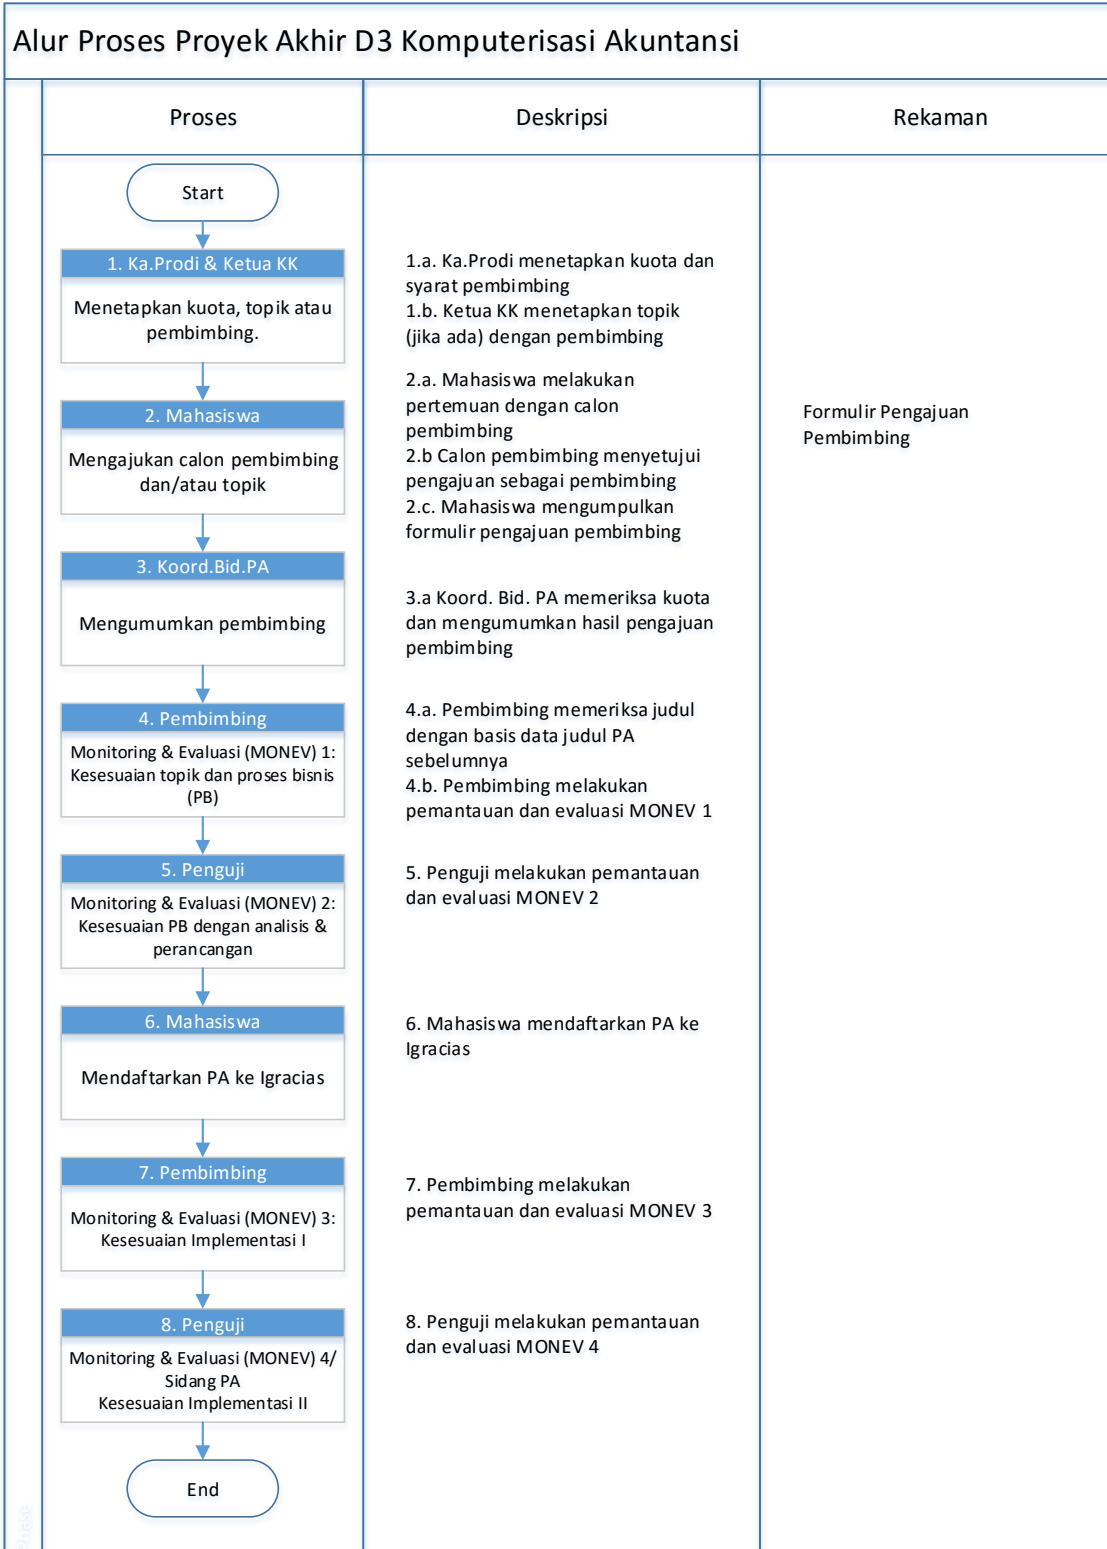 Alur Proses Proyek Akhir D3 Komputerisasi Akuntansi
Proses
Deskripsi
Rekaman
Start
1. Ka.Prodi & Ketua KK
Menetapkan kuota, topik atau
pembimbing.
1.a. Ka.Prodi menetapkan kuota dan
syarat pembimbing
1.b. Ketua KK menetapkan topik
(jika ada) dengan pembimbing
2. Mahasiswa
Mengajukan calon pembimbing
dan/atau topik
2.a. Mahasiswa melakukan
pertemuan dengan calon
pembimbing
2.b Calon pembimbing menyetujui
pengajuan sebagai pembimbing
2.c. Mahasiswa mengumpulkan
formulir pengajuan pembimbing
Formulir Pengajuan
Pembimbing
3. Koord.Bid.PA
Mengumumkan pembimbing
3.a Koord. Bid. PA memeriksa kuota
dan mengumumkan hasil pengajuan
pembimbing
4. Pembimbing
Monitoring & Evaluasi (MONEV) 1:
Kesesuaian topik dan proses bisnis
(PB)
4.a. Pembimbing memeriksa judul
dengan basis data judul PA
sebelumnya
4.b. Pembimbing melakukan
pemantauan dan evaluasi MONEV 1
5. Penguji
Monitoring & Evaluasi (MONEV) 2:
Kesesuaian PB dengan analisis &
perancangan
5. Penguji melakukan pemantauan
dan evaluasi MONEV 2
6. Mahasiswa
Mendaftarkan PA ke Igracias
6. Mahasiswa mendaftarkan PA ke
Igracias
7. Pembimbing
Monitoring & Evaluasi (MONEV) 3:
Kesesuaian Implementasi I
7. Pembimbing melakukan
pemantauan dan evaluasi MONEV 3
8. Penguji
Monitoring & Evaluasi (MONEV) 4/
Sidang PA
Kesesuaian Implementasi II
8. Penguji melakukan pemantauan
dan evaluasi MONEV 4
End
Phase